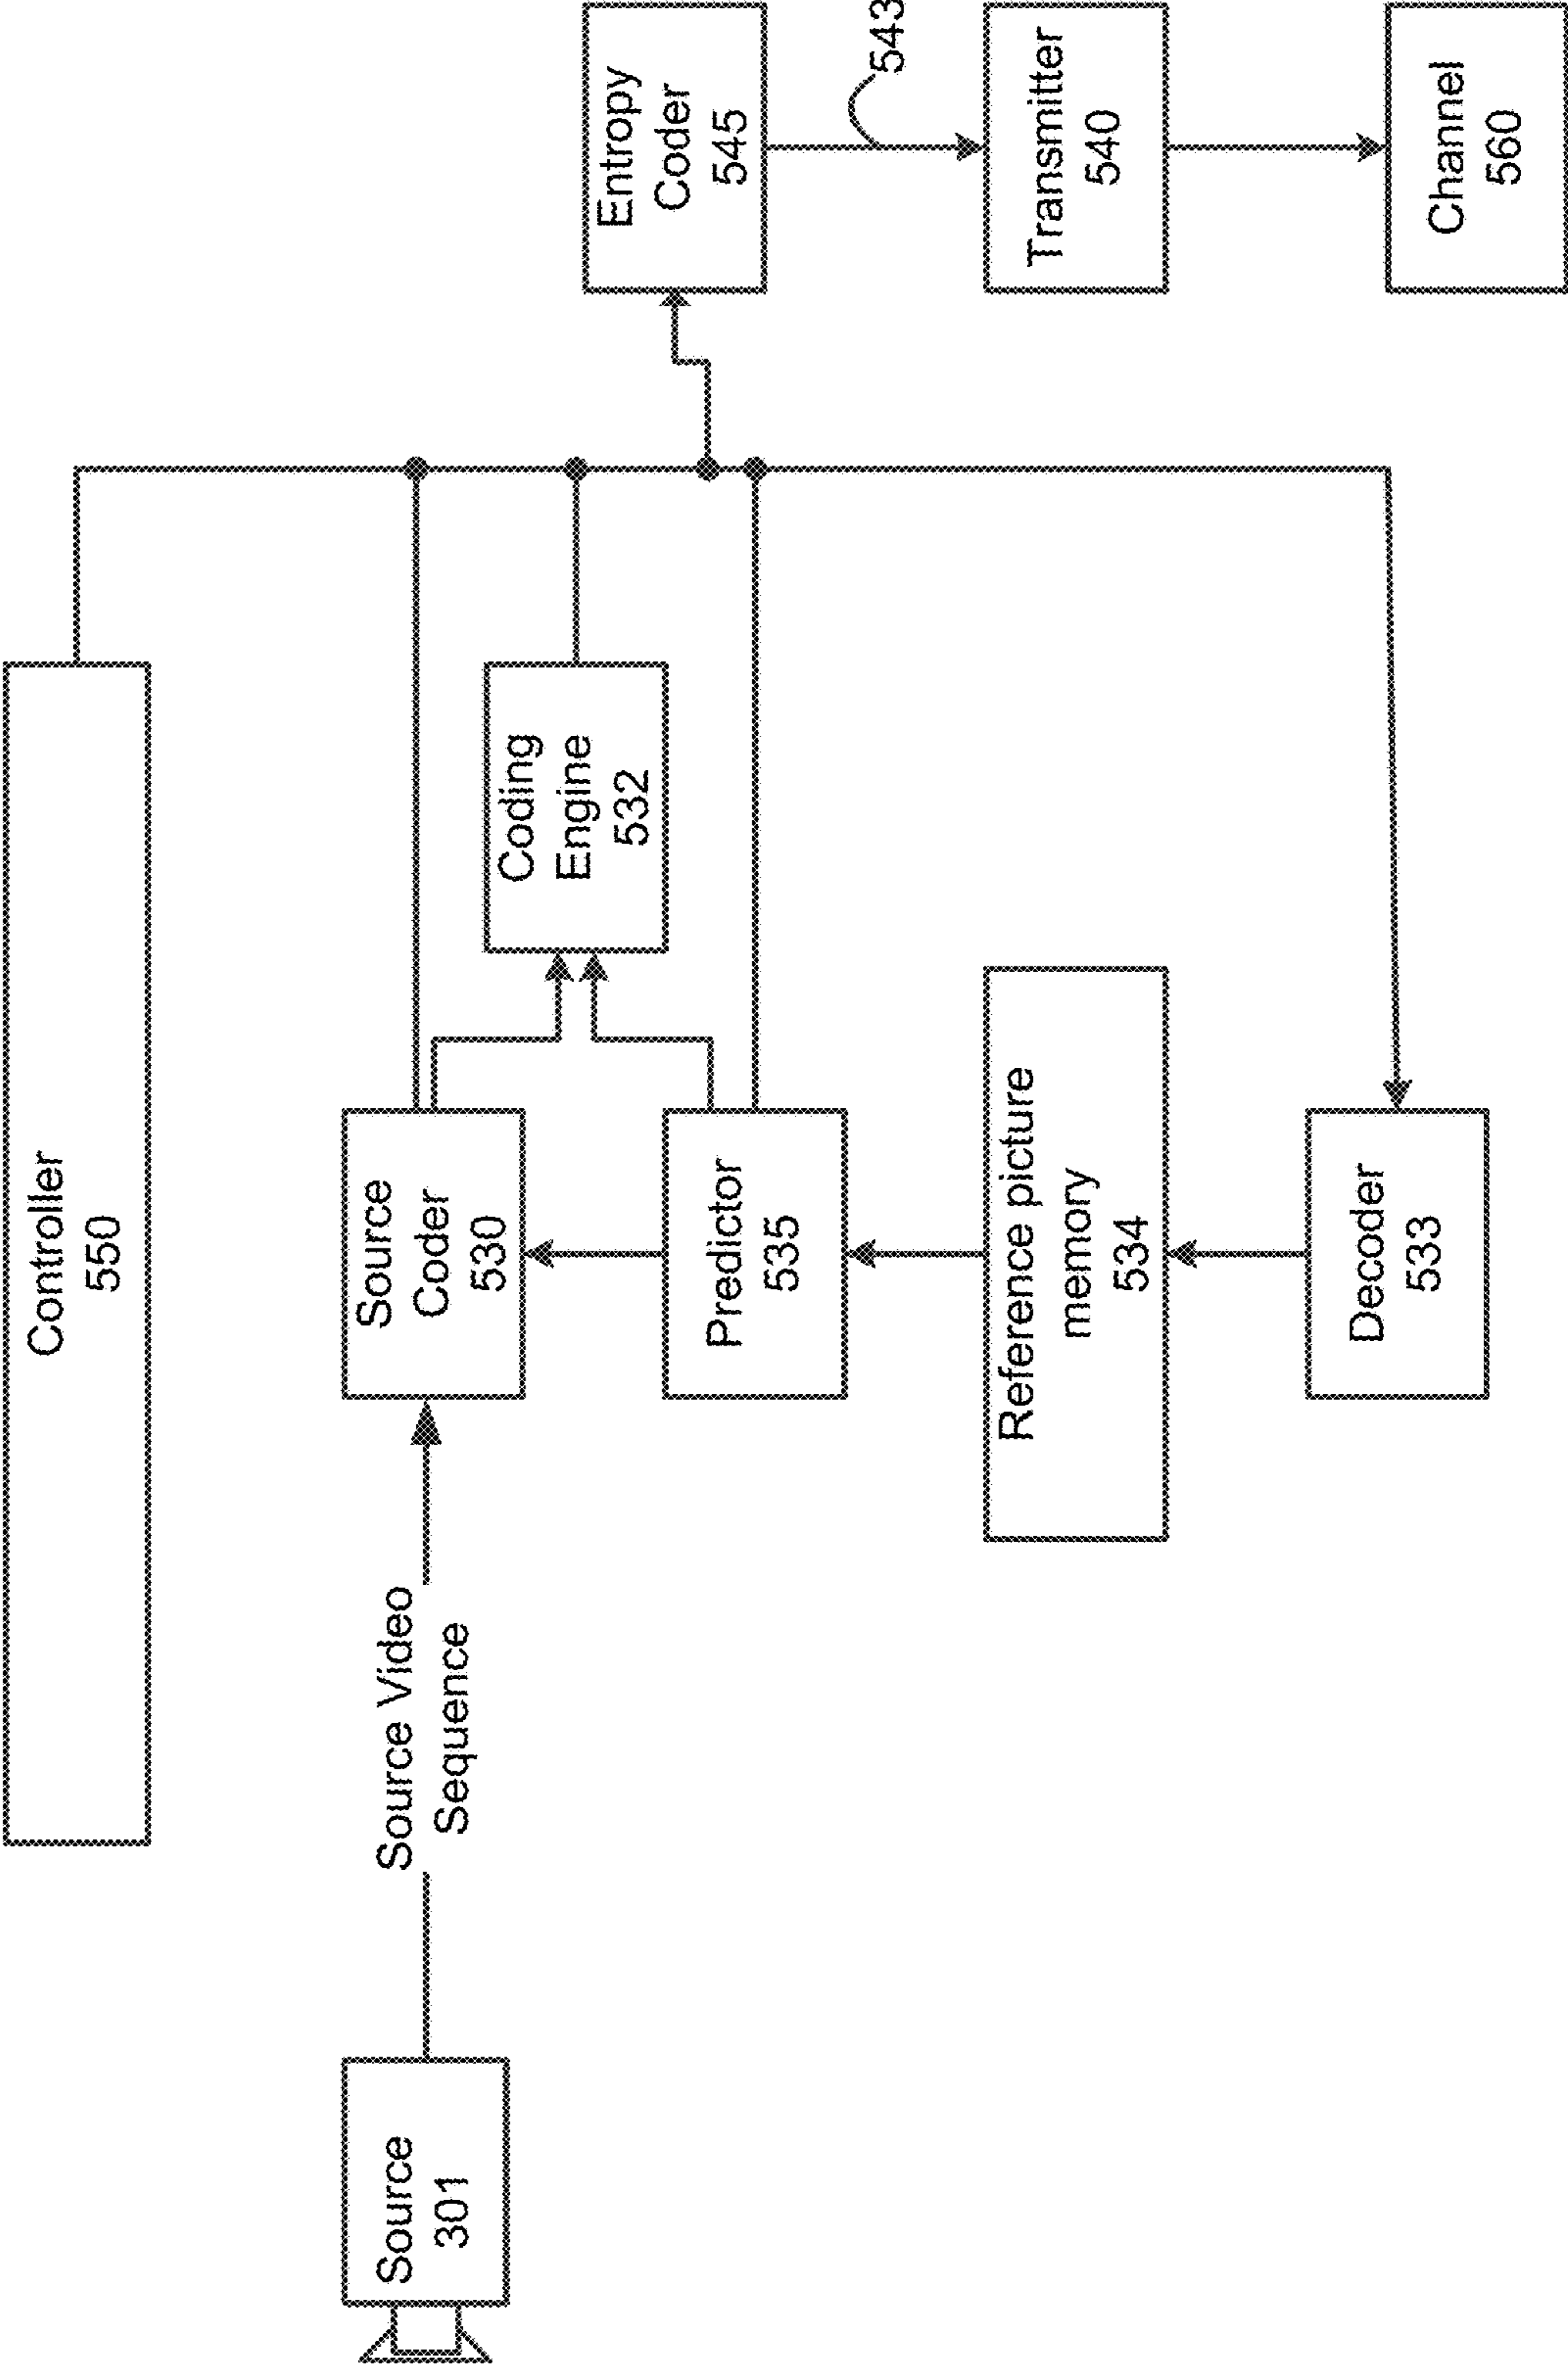 Controller
550
Source
301
Source Video
Sequence
Source
Coder
530
Coding
Engine
532
Entropy
Coder
545
543
Predictor
535
Reference picture
memory
534
Transmitter
540
Decoder
533
Channel
560